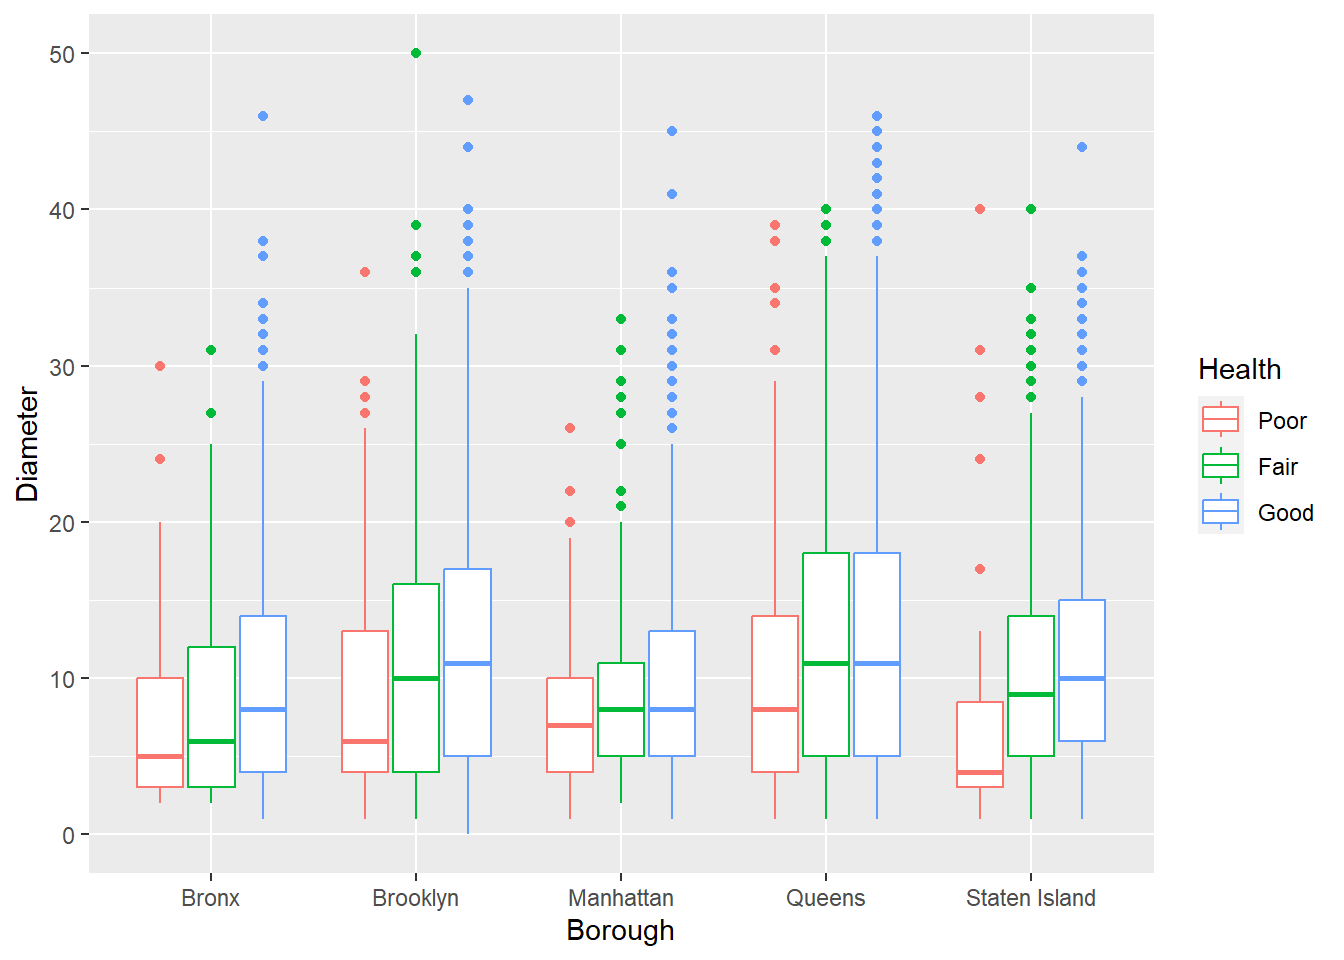 50
40
30
20
10
0
Diameter
Bronx
Brooklyn
Manhattan
Queens
Staten Island
Borough
Health
Poor
Fair
Good